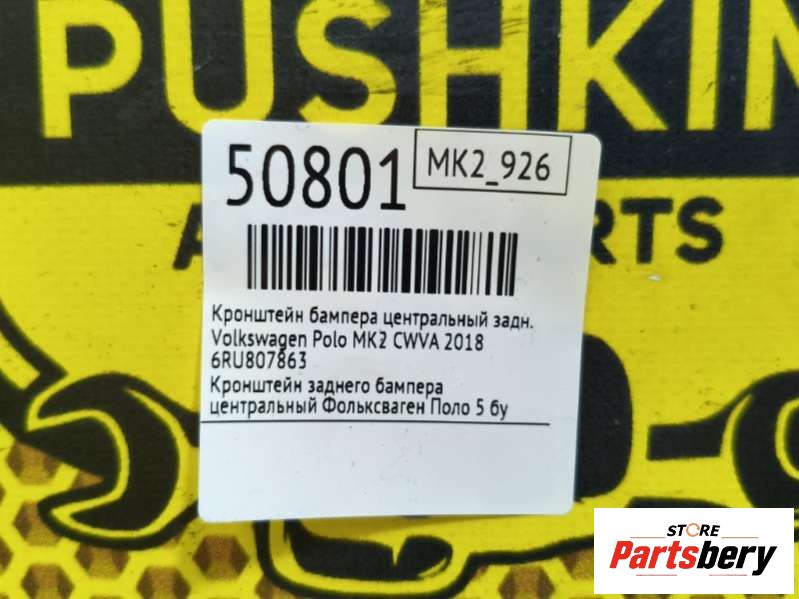 PUSHKIN
50801
MK2_926
RTS
Кронштейн бампера центральный задн.
Volkswagen Polo MK2 CWVA 2018
6RU807863
Кронштейн заднего бампера
центральный Фольксваген Поло 5 бу
STORE
Partsbery